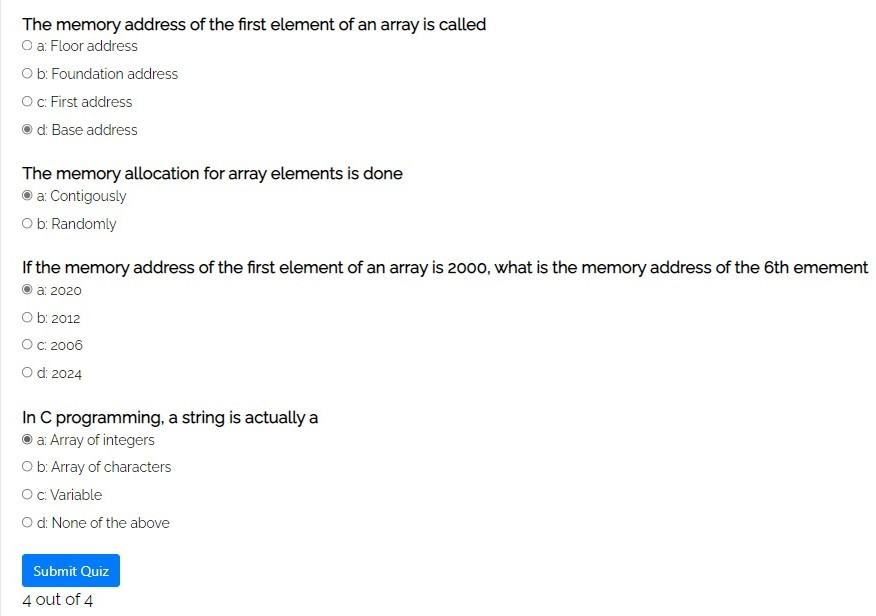 The memory address of the first element of an array is called
a: Floor address
b: Foundation address
c: First address
d: Base address
The memory allocation for array elements is done
a: Contigously
b: Randomly
If the memory address of the first element of an array is 2000, what is the memory address of the 6th emement
a: 2020
b: 2012
c: 2006
d: 2024
In C programming, a string is actually a
a: Array of integers
b: Array of characters
c: Variable
d: None of the above
Submit Quiz
4 out of 4